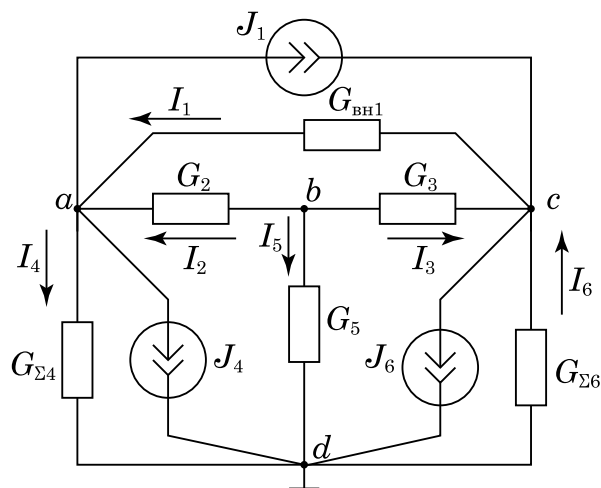 J₁
I₁ Gвн1
a G₂ b G₃ c
I₄ I₂ I₅ I₃ I₆
GΣ4 J₄ G₅ J₆ GΣ6
d